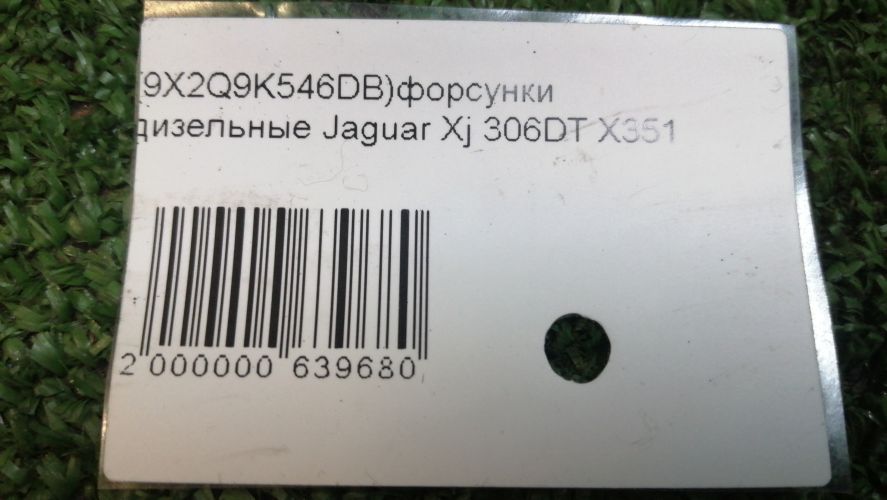 (9X2Q9K546DB)форсунки
дизельные Jaguar Xj 306DT X351
2 000000 639680